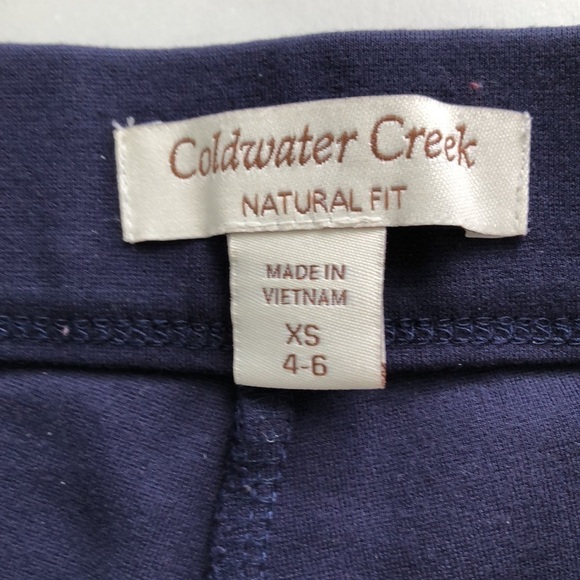 Coldwater Creek
NATURAL FIT
MADE IN
VIETNAM
XS
4-6